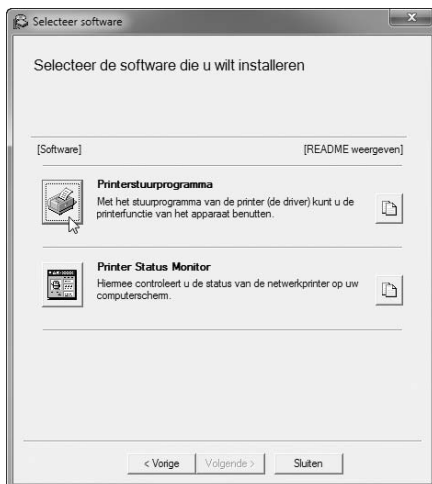 Selecteer software
Selecteer de software die u wilt installeren
[Software] [README weergeven]
Printerstuurprogramma
Met het stuurprogramma van de printer (de driver) kunt u de
printerfunctie van het apparaat benutten.
Printer Status Monitor
Hiermee controleert u de status van de netwerkprinter op uw
computerscherm.
< Vorige Volgende > Sluiten